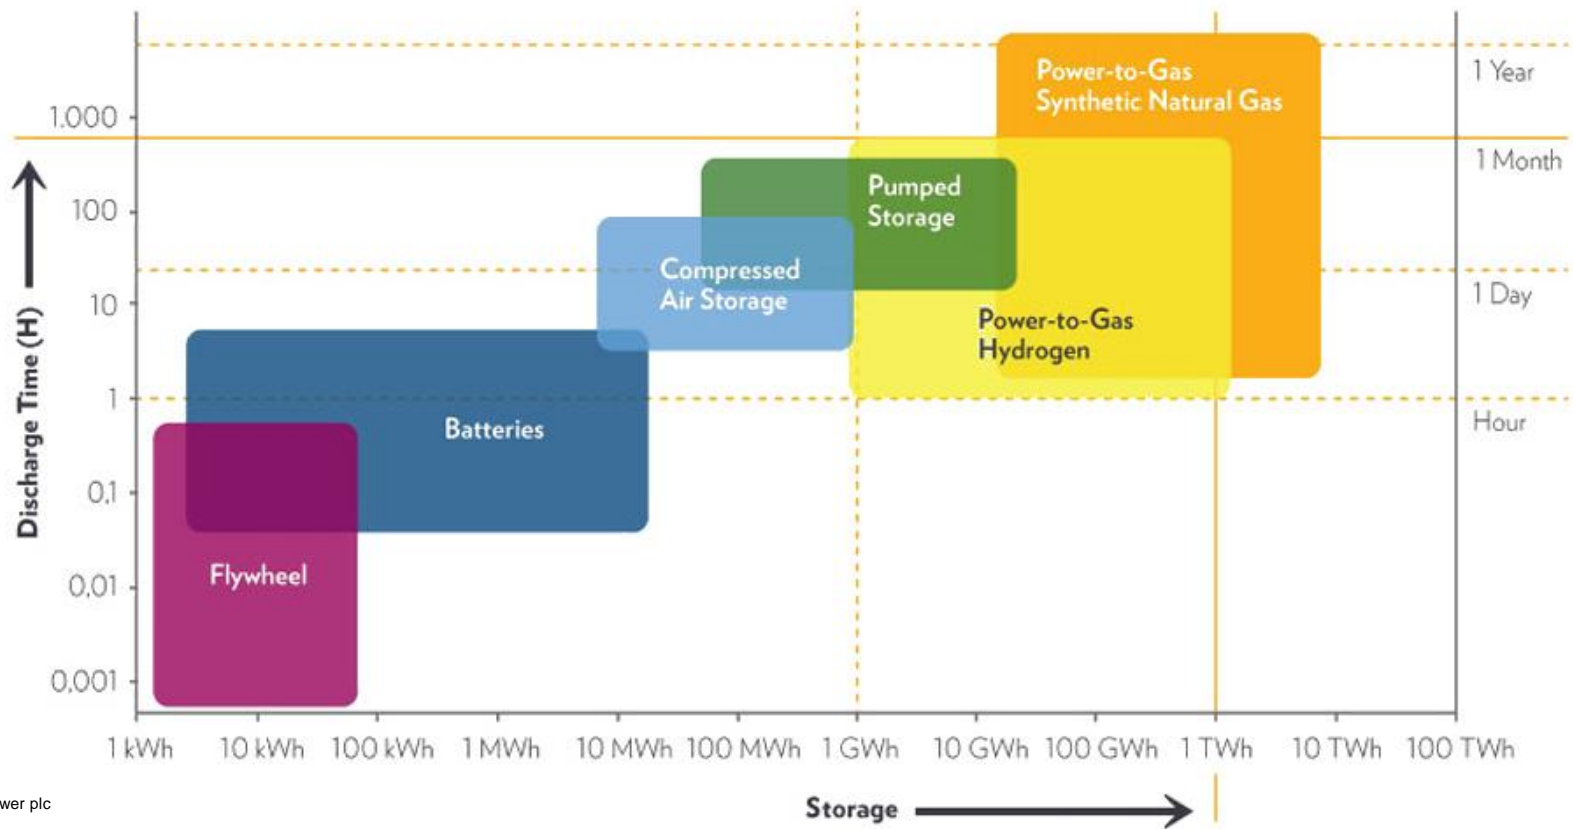 Power-to-Gas
Synthetic Natural Gas
1 Year
1.000
1 Month
Pumped
Storage
100
Compressed
Air Storage
10
1 Day
Power-to-Gas
Hydrogen
1
Hour
Batteries
0,1
Flywheel
0,01
0,001
Discharge Time (H)
1 kWh 10 kWh 100 kWh 1 MWh 10 MWh 100 MWh 1 GWh 10 GWh 100 GWh 1 TWh 10 TWh 100 TWh
wer plc
Storage